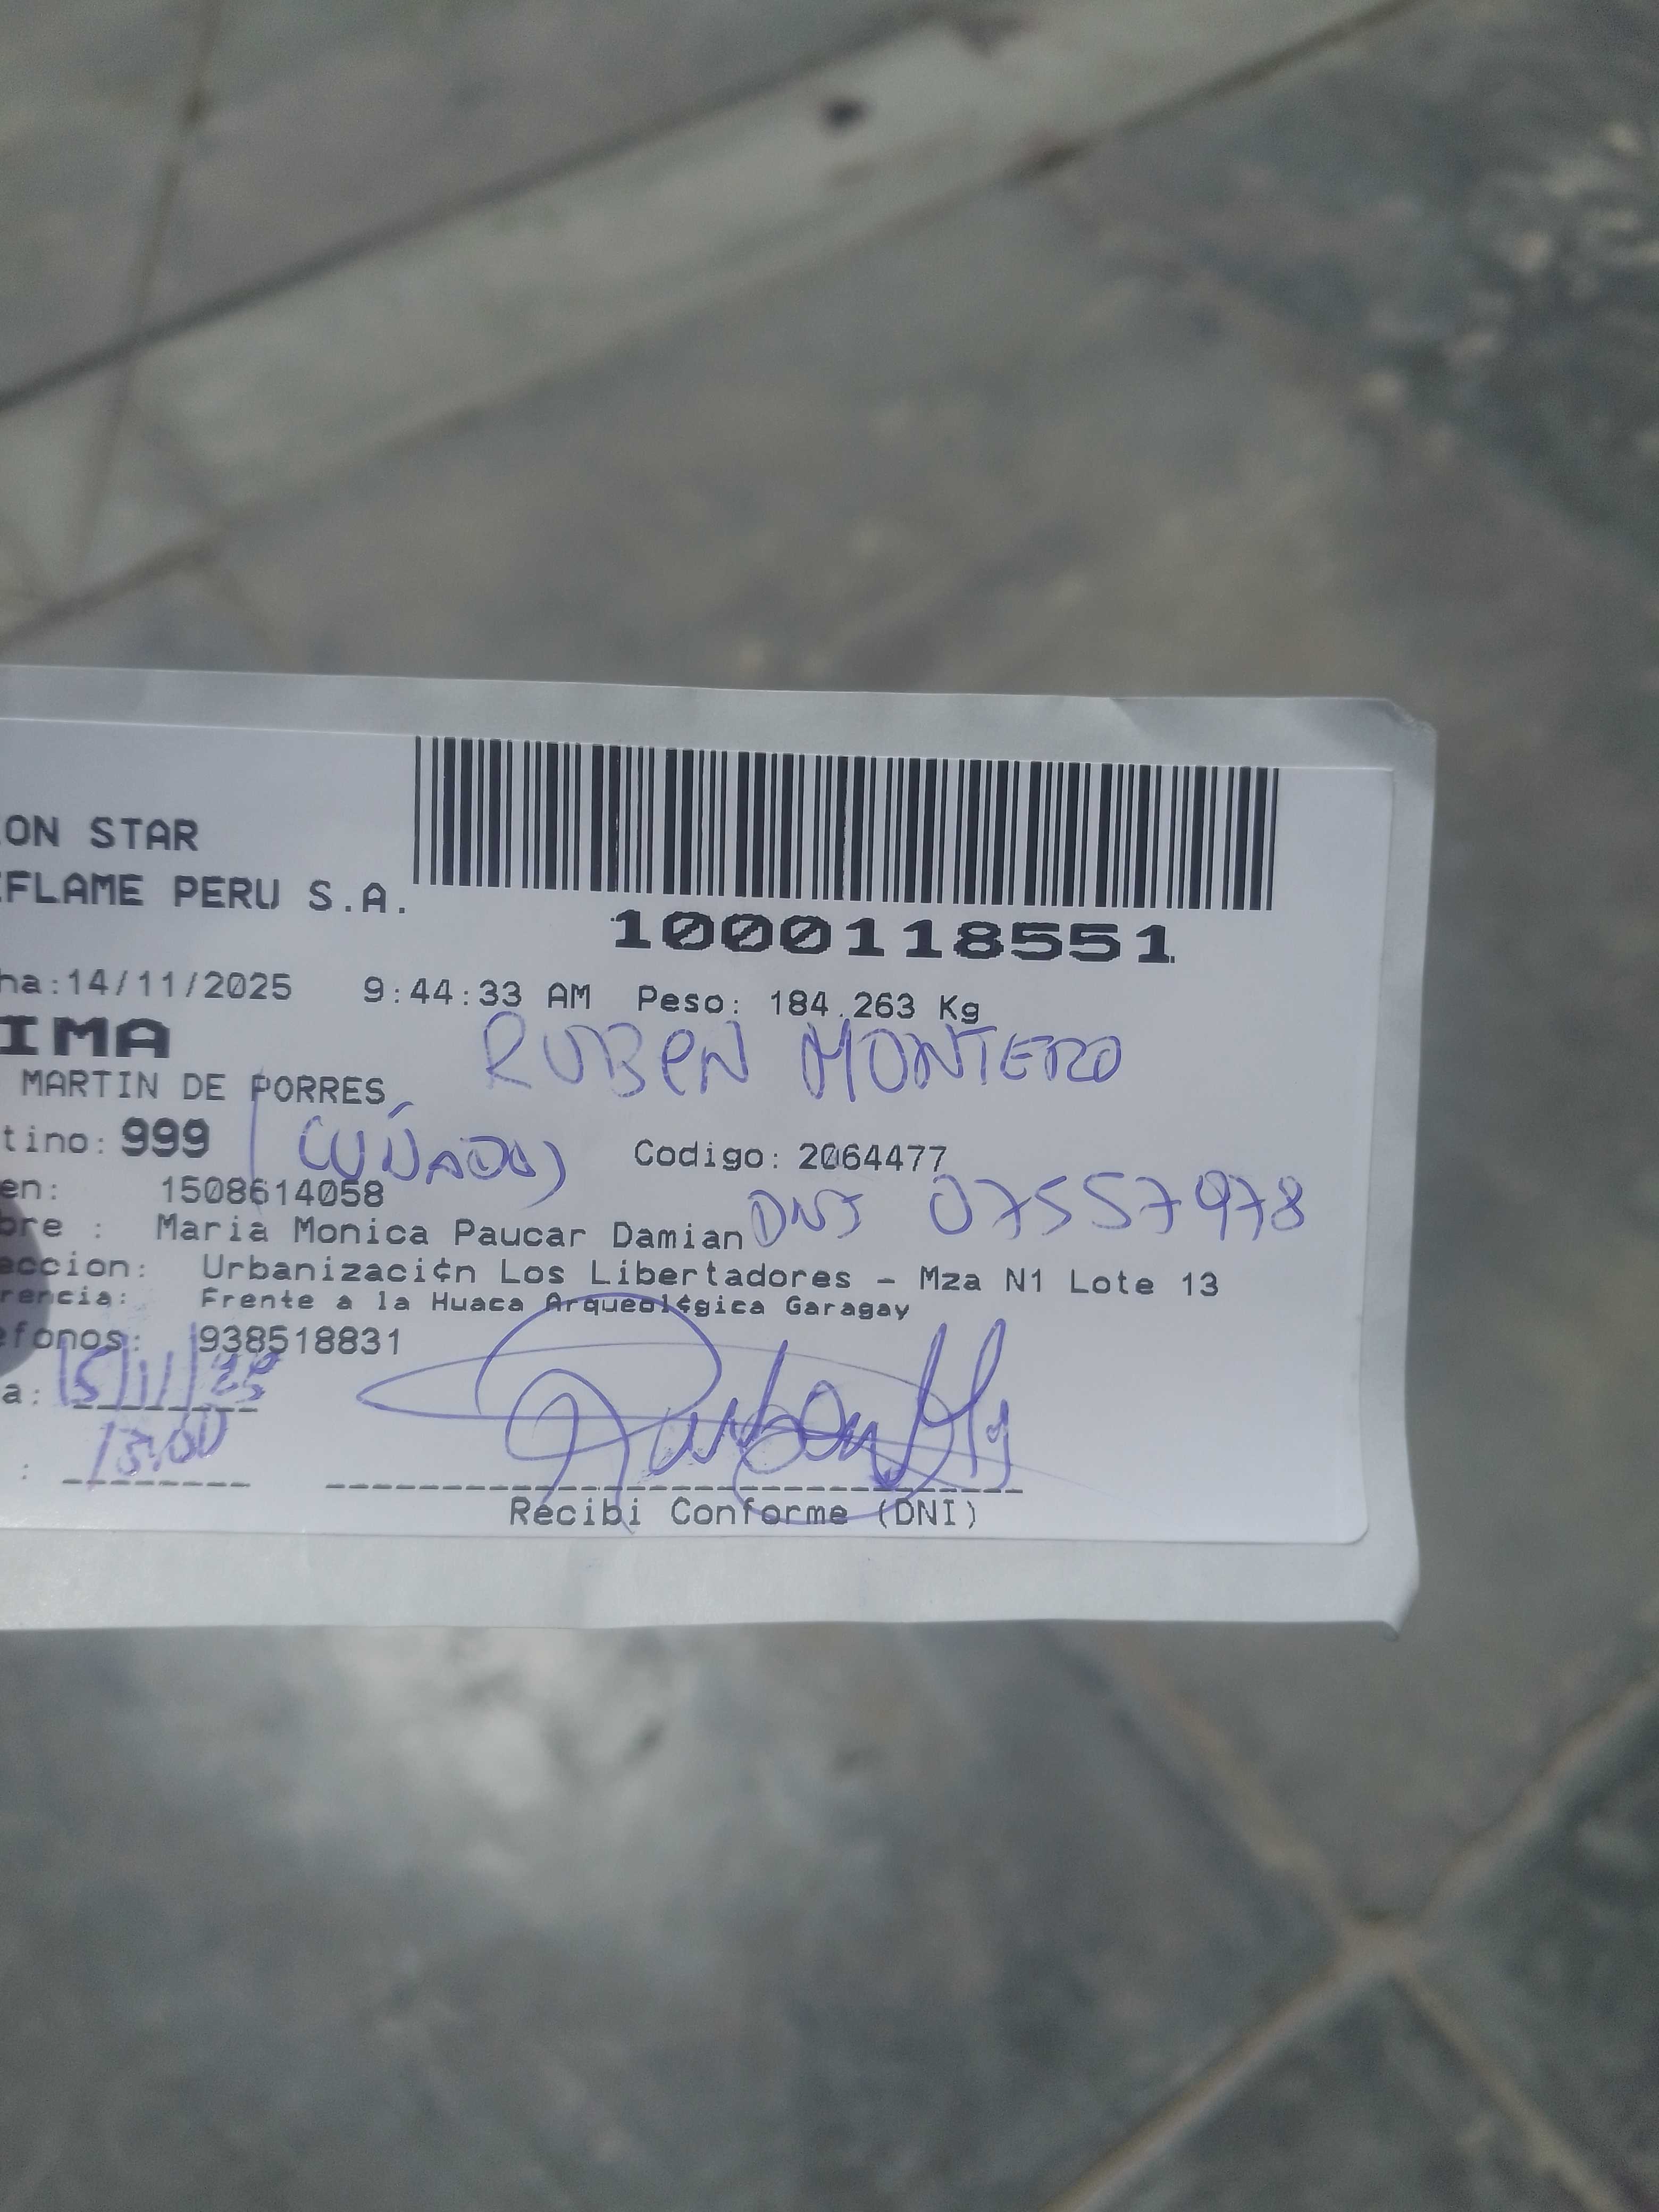 ON STAR
FLAME PERU S.A.
1000118551
ha:14/11/2025 9:44:33 AM Peso: 184.263 Kg
IMA
RUBEN MONTERO
MARTIN DE PORRES
tino: 999 (CUÑADO) Codigo: 2064477
en: 1508614058
DNI 07557978
bre : Maria Monica Paucar Damian
eccion: Urbanizaci¢n Los Libertadores - Mza N1 Lote 13
rencia: Frente a la Huaca Arqueol¢gica Garagay
efonos: 938518831
a: 15/11/25
: 13:00
Recibi Conforme (DNI)